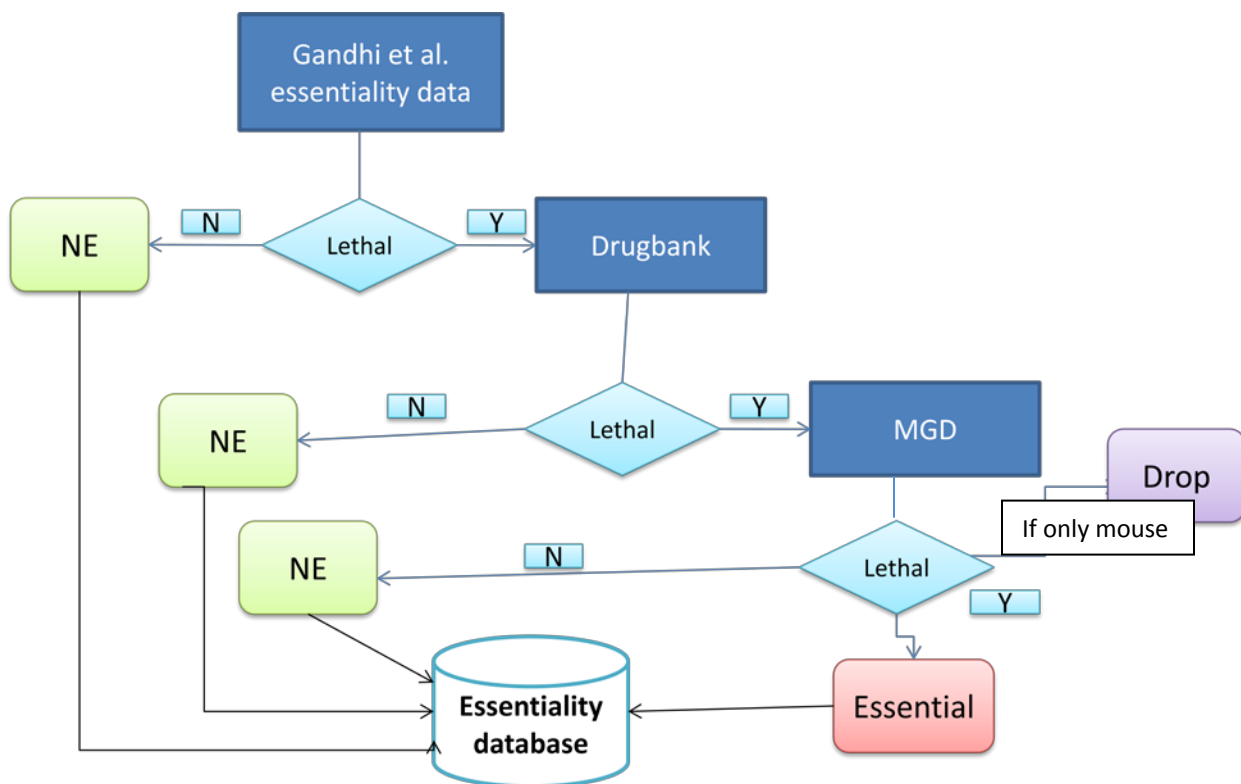 Gandhi et al.
essentiality data
NE
N
Lethal
Y
Drugbank
NE
N
Lethal
Y
MGD
Drop
If only mouse
NE
N
Lethal
Y
Essentiality
database
Essential